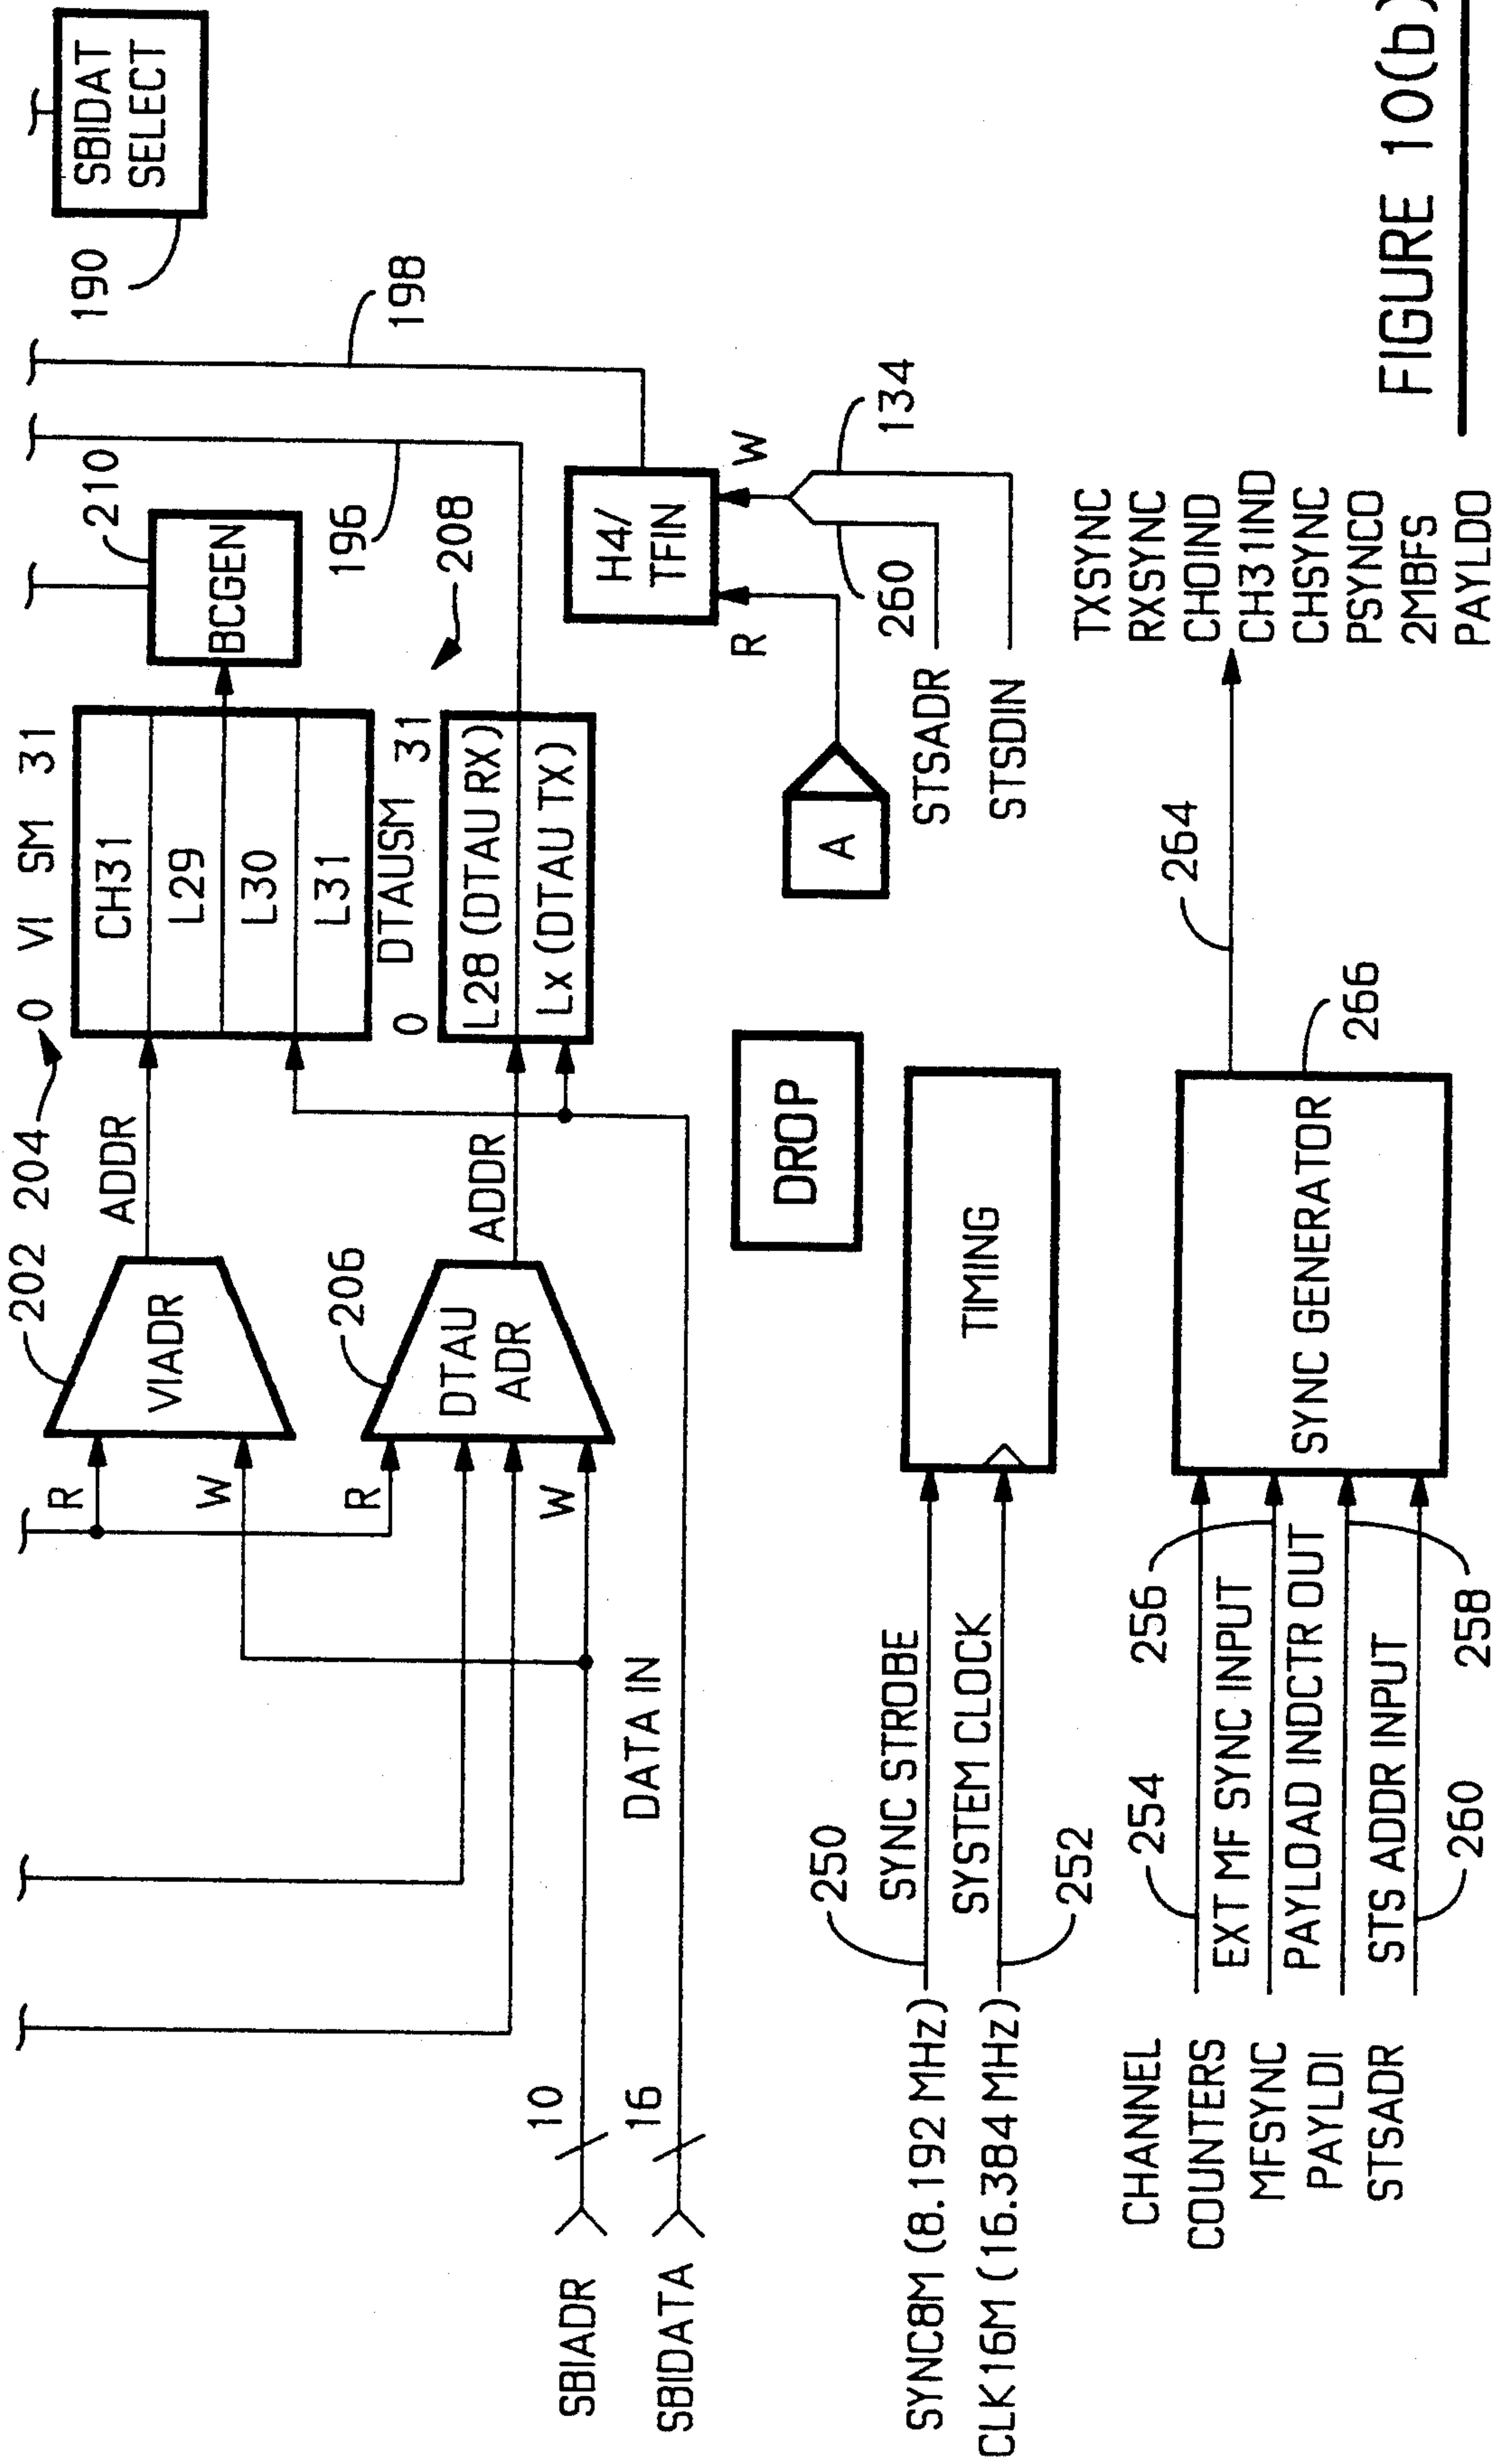 SBIDAT
SELECT
190
198
210
BCGEN
196
208
0 VI SM 31
CH31
L29
L30
L31
204
202
ADDR
VIADR
R
W
0 DTAUSM 31
L28 (DTAU RX)
Lx (DTAU TX)
ADDR
206
DTAU
ADR
R
W
H4/
TFIN
R
W
134
260
A
STSADR
STSDIN
DROP
DATA IN
10
SBIADR
16
SBIDATA
TIMING
250
SYNC STROBE
SYNC8M (8.192 MHz)
SYSTEM CLOCK
CLK16M (16.384 MHz)
252
TXSYNC
RXSYNC
CHOIND
CH31IND
CHSYNC
PSYNCO
2MBFS
PAYLDO
264
266
SYNC GENERATOR
254
256
CHANNEL
COUNTERS
EXT MF SYNC INPUT
MFSYNC
PAYLOAD INDCTR OUT
PAYLDI
STS ADDR INPUT
STSADR
258
260
FIGURE 10(b)